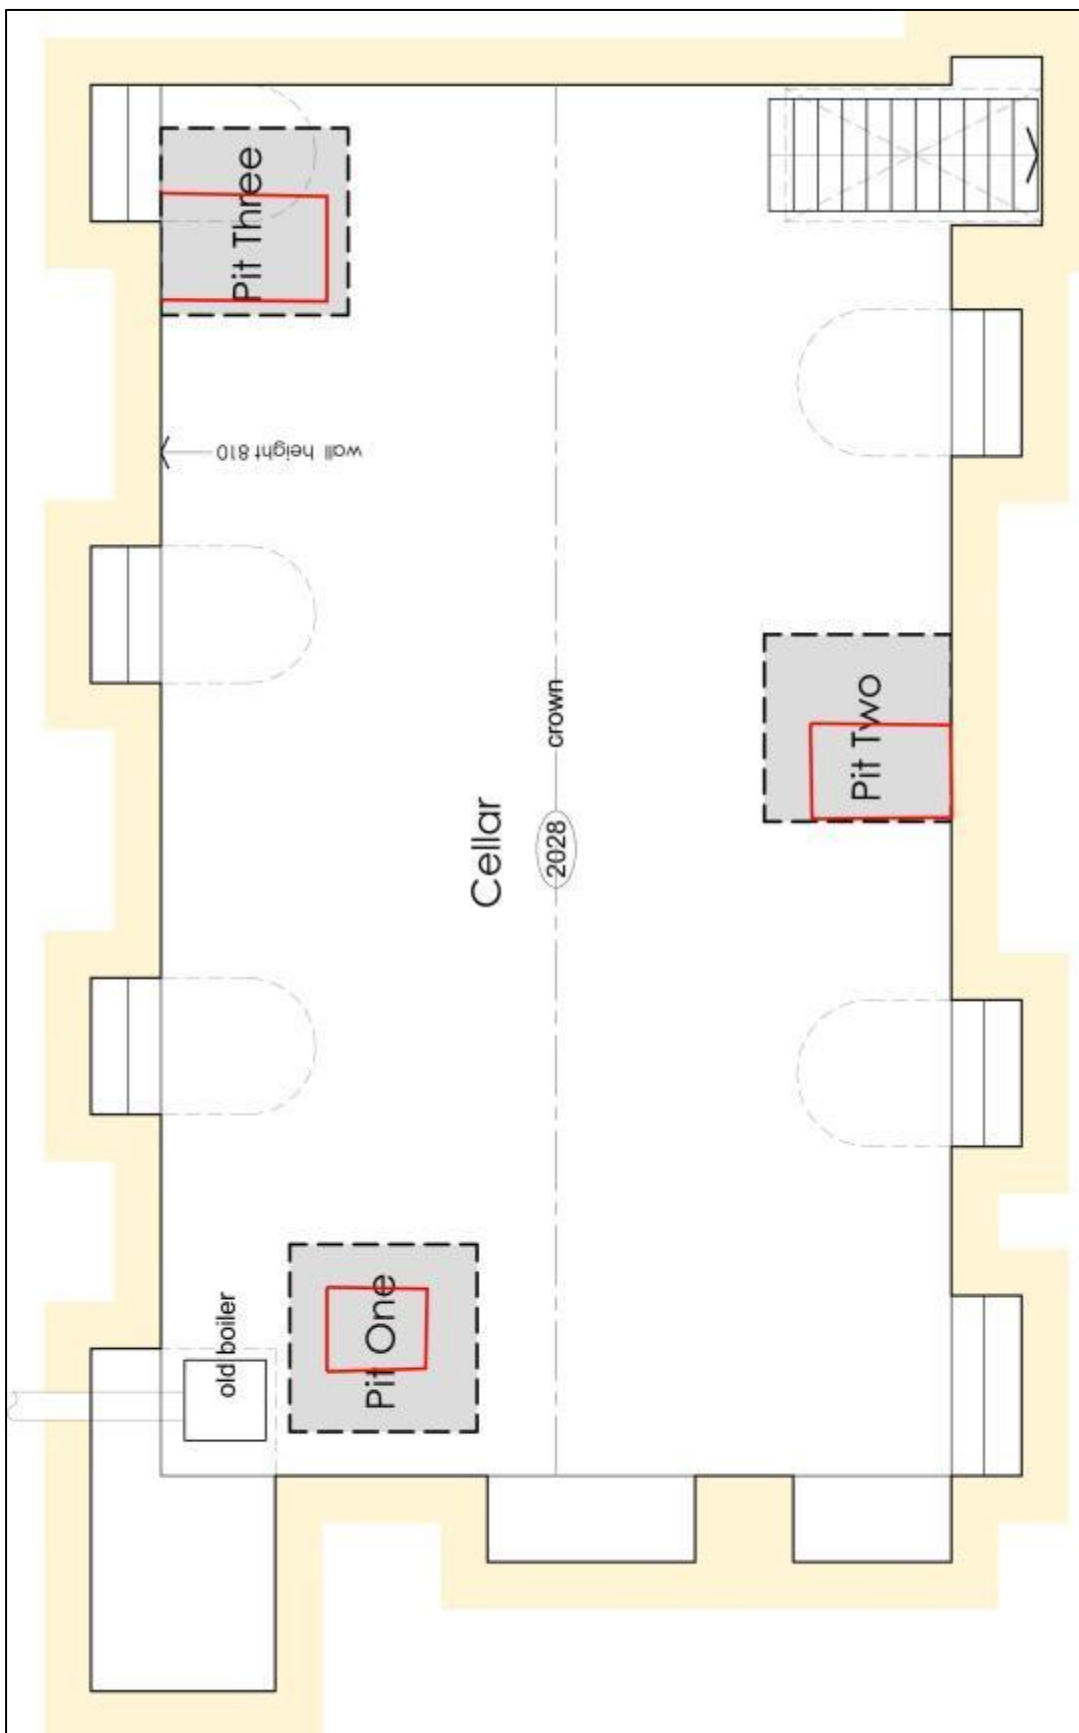 Pit Three
wall height 810
crown
Pit Two
Cellar
2028
old boiler
Pit One